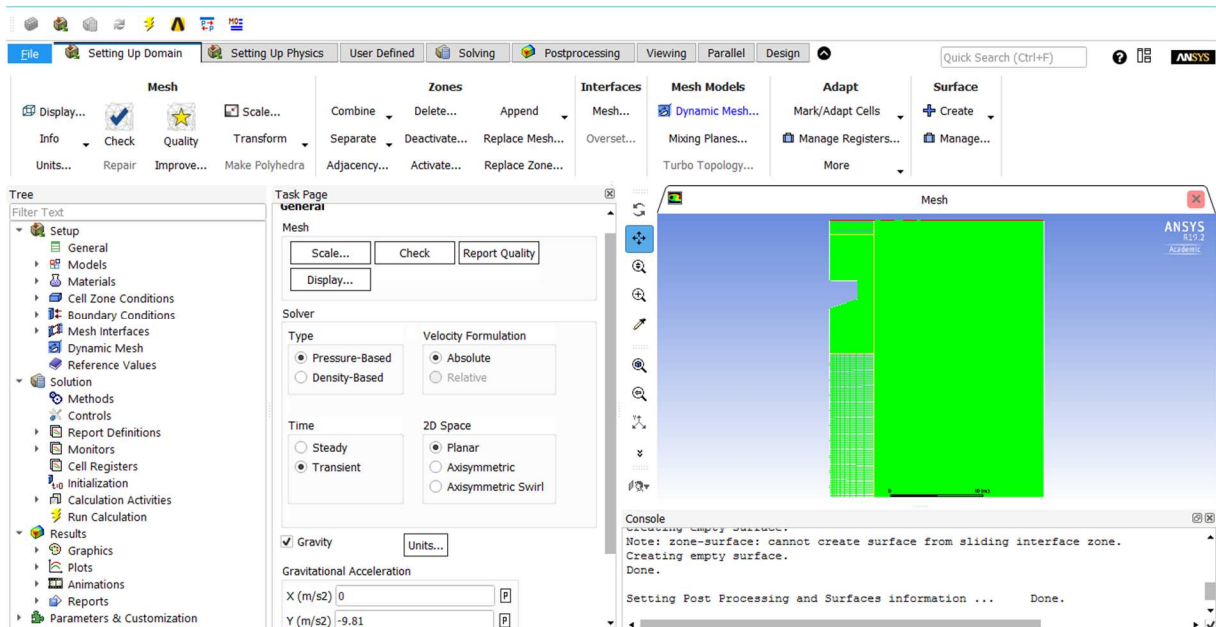 MO=
File Setting Up Domain Setting Up Physics User Defined Solving Postprocessing Viewing Parallel Design Quick Search (Ctrl+F) ANSYS
Mesh Zones Interfaces Mesh Models Adapt Surface
Display... Scale... Combine Delete... Append Mesh... Dynamic Mesh... Mark/Adapt Cells Create
Info Check Quality Transform Separate Deactivate... Replace Mesh... Overset... Mixing Planes... Manage Registers... Manage...
Units... Repair Improve... Make Polyhedra Adjacency... Activate... Replace Zone... Turbo Topology... More
Tree
Filter Text
Setup
General
Models
Materials
Cell Zone Conditions
Boundary Conditions
Mesh Interfaces
Dynamic Mesh
Reference Values
Solution
Methods
Controls
Report Definitions
Monitors
Cell Registers
Initialization
Calculation Activities
Run Calculation
Results
Graphics
Plots
Animations
Reports
Parameters & Customization
Task Page
General
Mesh
Scale... Check Report Quality
Display...
Solver
Type Velocity Formulation
Pressure-Based Absolute
Density-Based Relative
Time 2D Space
Steady Planar
Transient Axisymmetric
Axisymmetric Swirl
Gravity Units...
Gravitational Acceleration
X (m/s2) 0 P
Y (m/s2) -9.81 P
Mesh
ANSYS
R19.2
Academic
0 10 (m)
Console
Creating empty surface.
Note: zone-surface: cannot create surface from sliding interface zone.
Creating empty surface.
Done.
Setting Post Processing and Surfaces information ... Done.